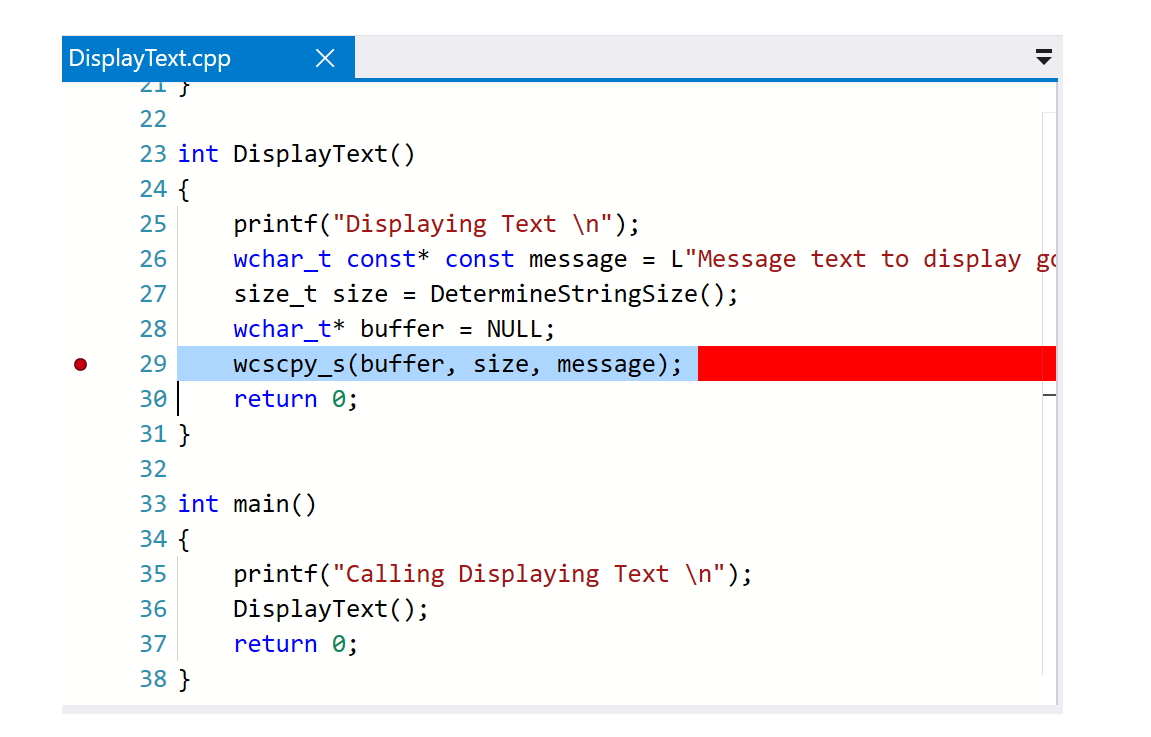 DisplayText.cpp
21 }
22
23 int DisplayText()
24 {
25     printf("Displaying Text \n");
26     wchar_t const* const message = L"Message text to display
27     size_t size = DetermineStringSize();
28     wchar_t* buffer = NULL;
29     wcscpy_s(buffer, size, message);
30     return 0;
31 }
32
33 int main()
34 {
35     printf("Calling Displaying Text \n");
36     DisplayText();
37     return 0;
38 }